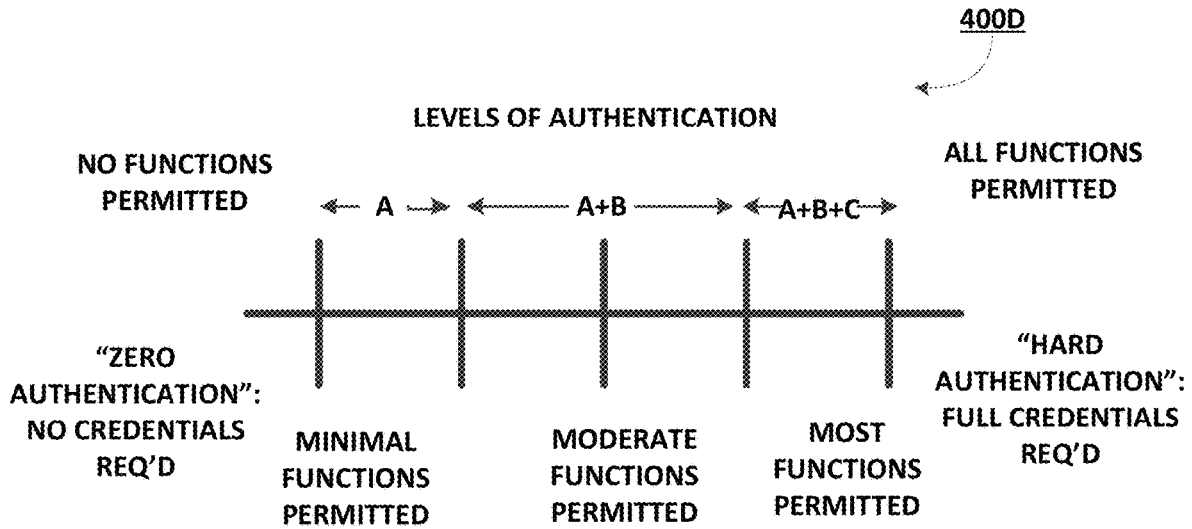 400D
LEVELS OF AUTHENTICATION
NO FUNCTIONS
PERMITTED
ALL FUNCTIONS
PERMITTED
A
A+B
A+B+C
“ZERO
AUTHENTICATION”:
NO CREDENTIALS
REQ’D
MINIMAL
FUNCTIONS
PERMITTED
MODERATE
FUNCTIONS
PERMITTED
MOST
FUNCTIONS
PERMITTED
“HARD
AUTHENTICATION”:
FULL CREDENTIALS
REQ’D